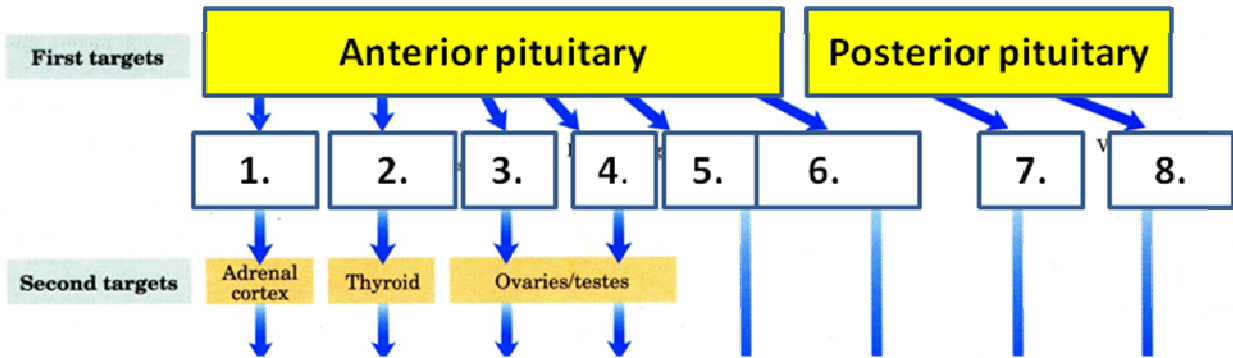 First targets
Anterior pituitary
Posterior pituitary
1.
2.
3.
4.
5.
6.
7.
8.
Second targets
Adrenal
cortex
Thyroid
Ovaries/testes